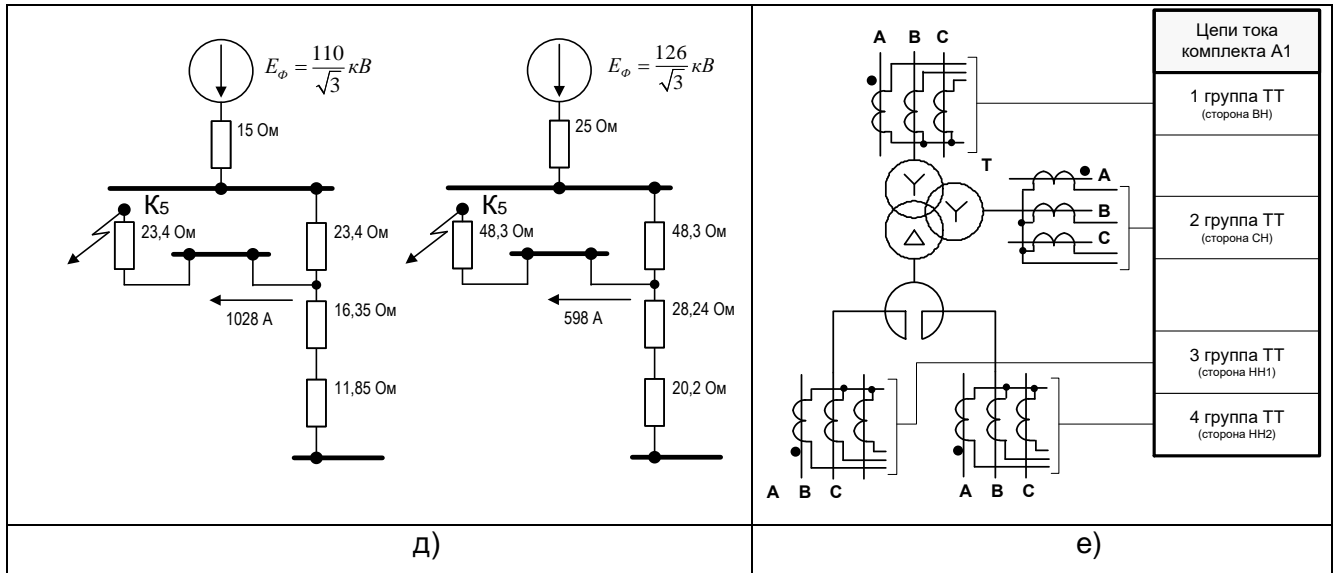 E_Ф = 110/√3 кВ
15 Ом
К5
23,4 Ом
23,4 Ом
1028 А
16,35 Ом
11,85 Ом
E_Ф = 126/√3 кВ
25 Ом
К5
48,3 Ом
48,3 Ом
598 А
28,24 Ом
20,2 Ом
д)
A B C
Т
A
B
C
A B C
A B C
Цепи тока
комплекта А1
1 группа ТТ
(сторона ВН)
2 группа ТТ
(сторона СН)
3 группа ТТ
(сторона НН1)
4 группа ТТ
(сторона НН2)
е)